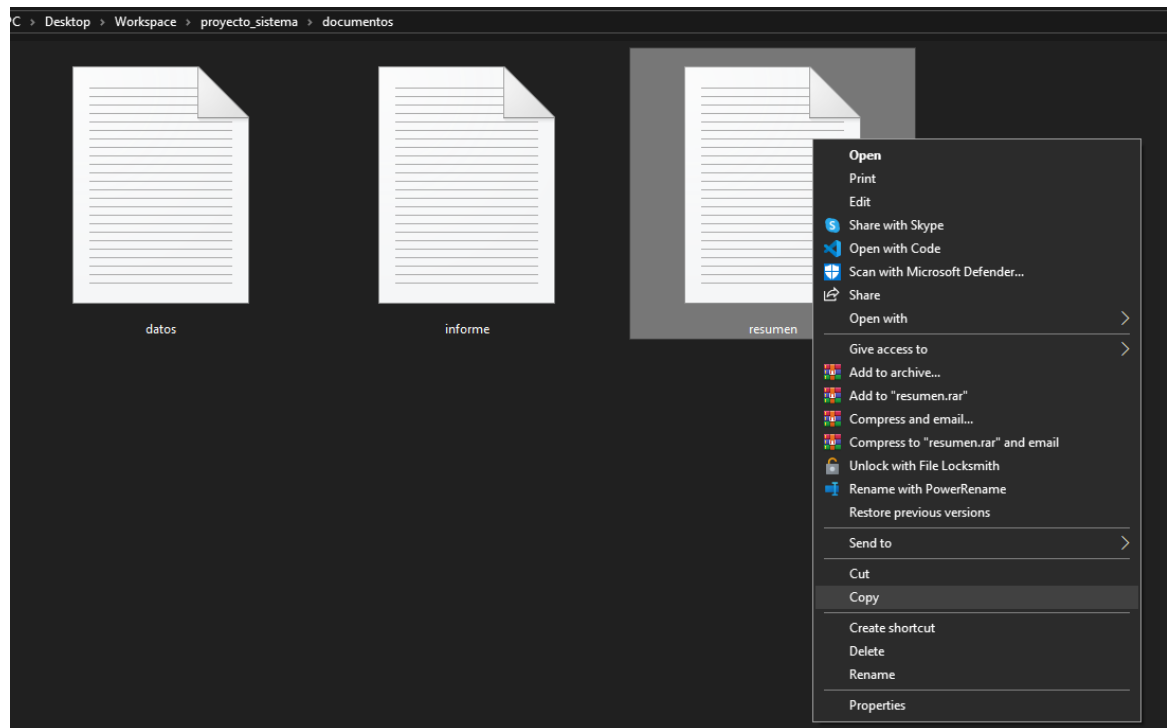 PC > Desktop > Workspace > proyecto_sistema > documentos
datos
informe
resumen
Open
Print
Edit
Share with Skype
Open with Code
Scan with Microsoft Defender...
Share
Open with
Give access to
Add to archive...
Add to "resumen.rar"
Compress and email...
Compress to "resumen.rar" and email
Unlock with File Locksmith
Rename with PowerRename
Restore previous versions
Send to
Cut
Copy
Create shortcut
Delete
Rename
Properties